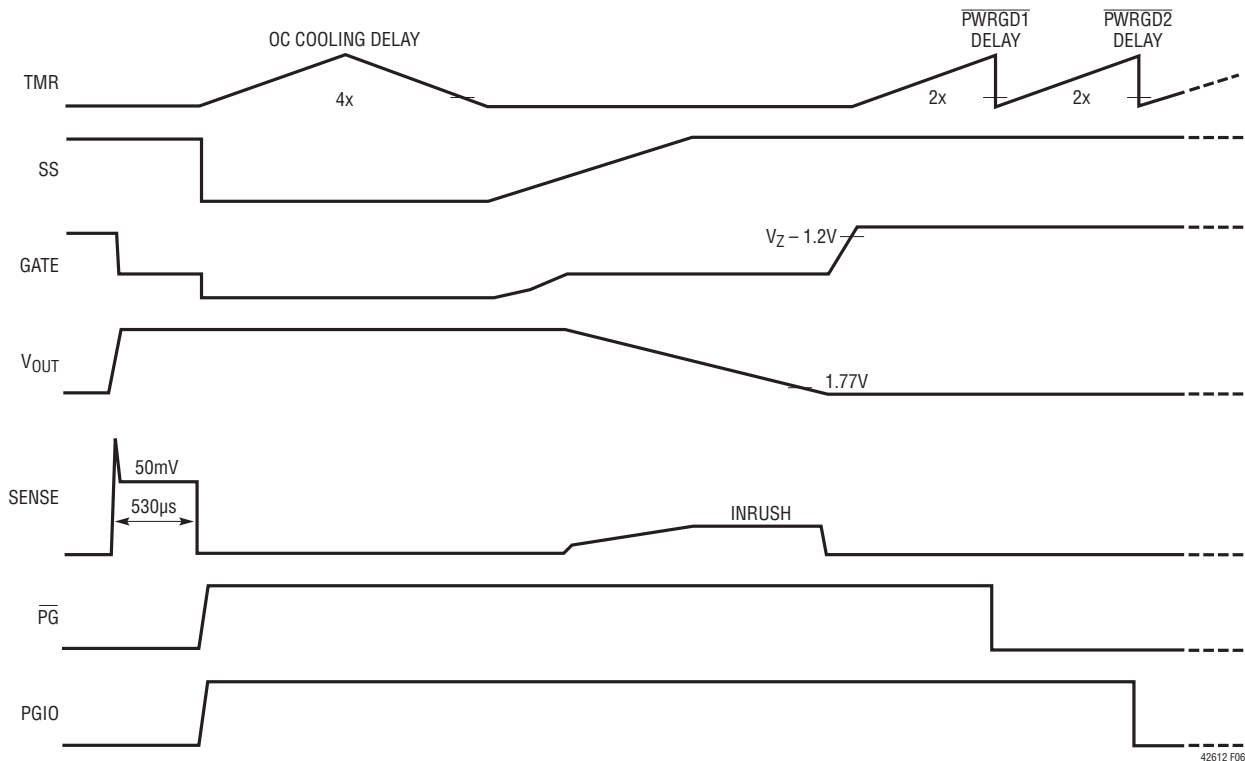 PWRGD1
DELAY
PWRGD2
DELAY
OC COOLING DELAY
TMR
4x
2x
2x
SS
GATE
VZ – 1.2V
VOUT
1.77V
SENSE
50mV
530µs
INRUSH
PG
PGIO
42612 F06